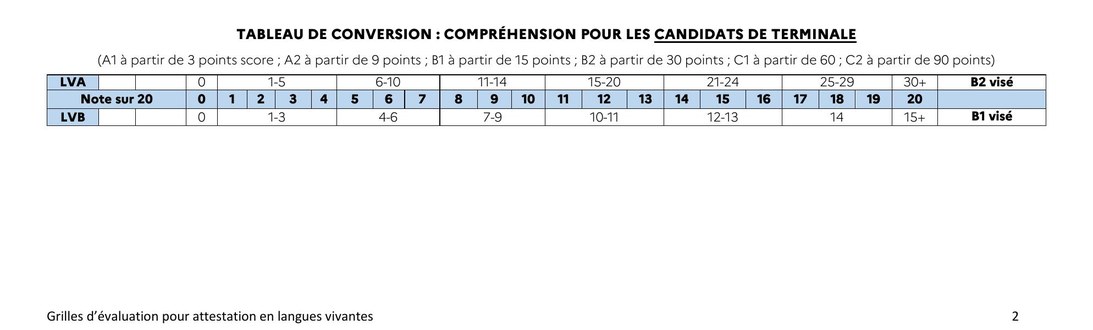 TABLEAU DE CONVERSION : COMPRÉHENSION POUR LES CANDIDATS DE TERMINALE
(A1 à partir de 3 points score ; A2 à partir de 9 points ; B1 à partir de 15 points ; B2 à partir de 30 points ; C1 à partir de 60 ; C2 à partir de 90 points)
LVA 0 1-5 6-10 11-14 15-20 21-24 25-29 30+ B2 visé
Note sur 20 0 1 2 3 4 5 6 7 8 9 10 11 12 13 14 15 16 17 18 19 20
LVB 0 1-3 4-6 7-9 10-11 12-13 14 15+ B1 visé
Grilles d’évaluation pour attestation en langues vivantes 2